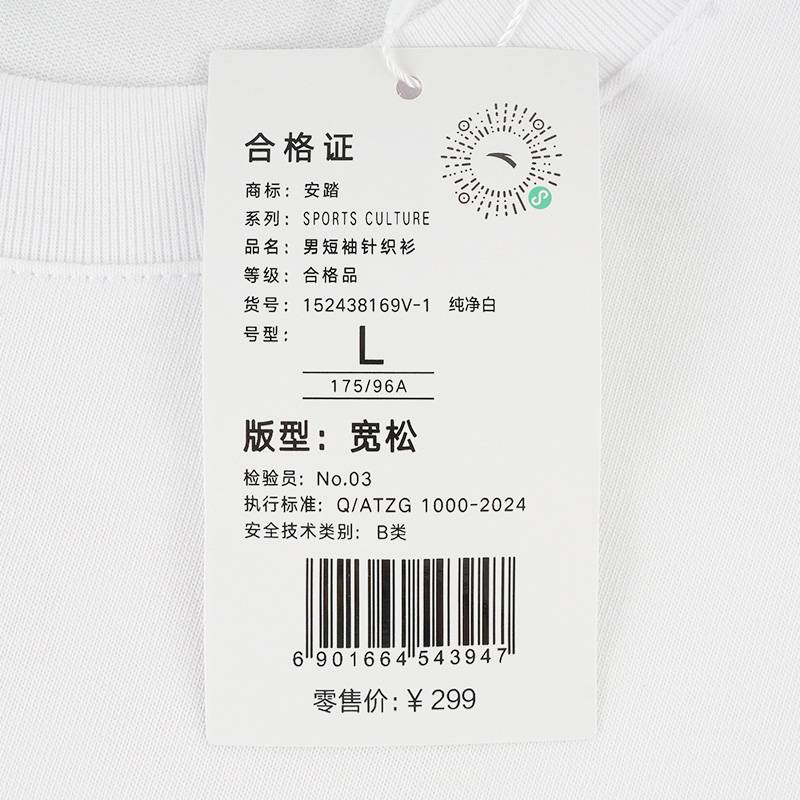 合格证
商标：安踏
系列：SPORTS CULTURE
品名：男短袖针织衫
等级：合格品
货号：152438169V-1 纯净白
号型：L
175/96A
版型：宽松
检验员：No.03
执行标准：Q/ATZG 1000-2024
安全技术类别：B类
6 901664 543947
零售价：¥ 299